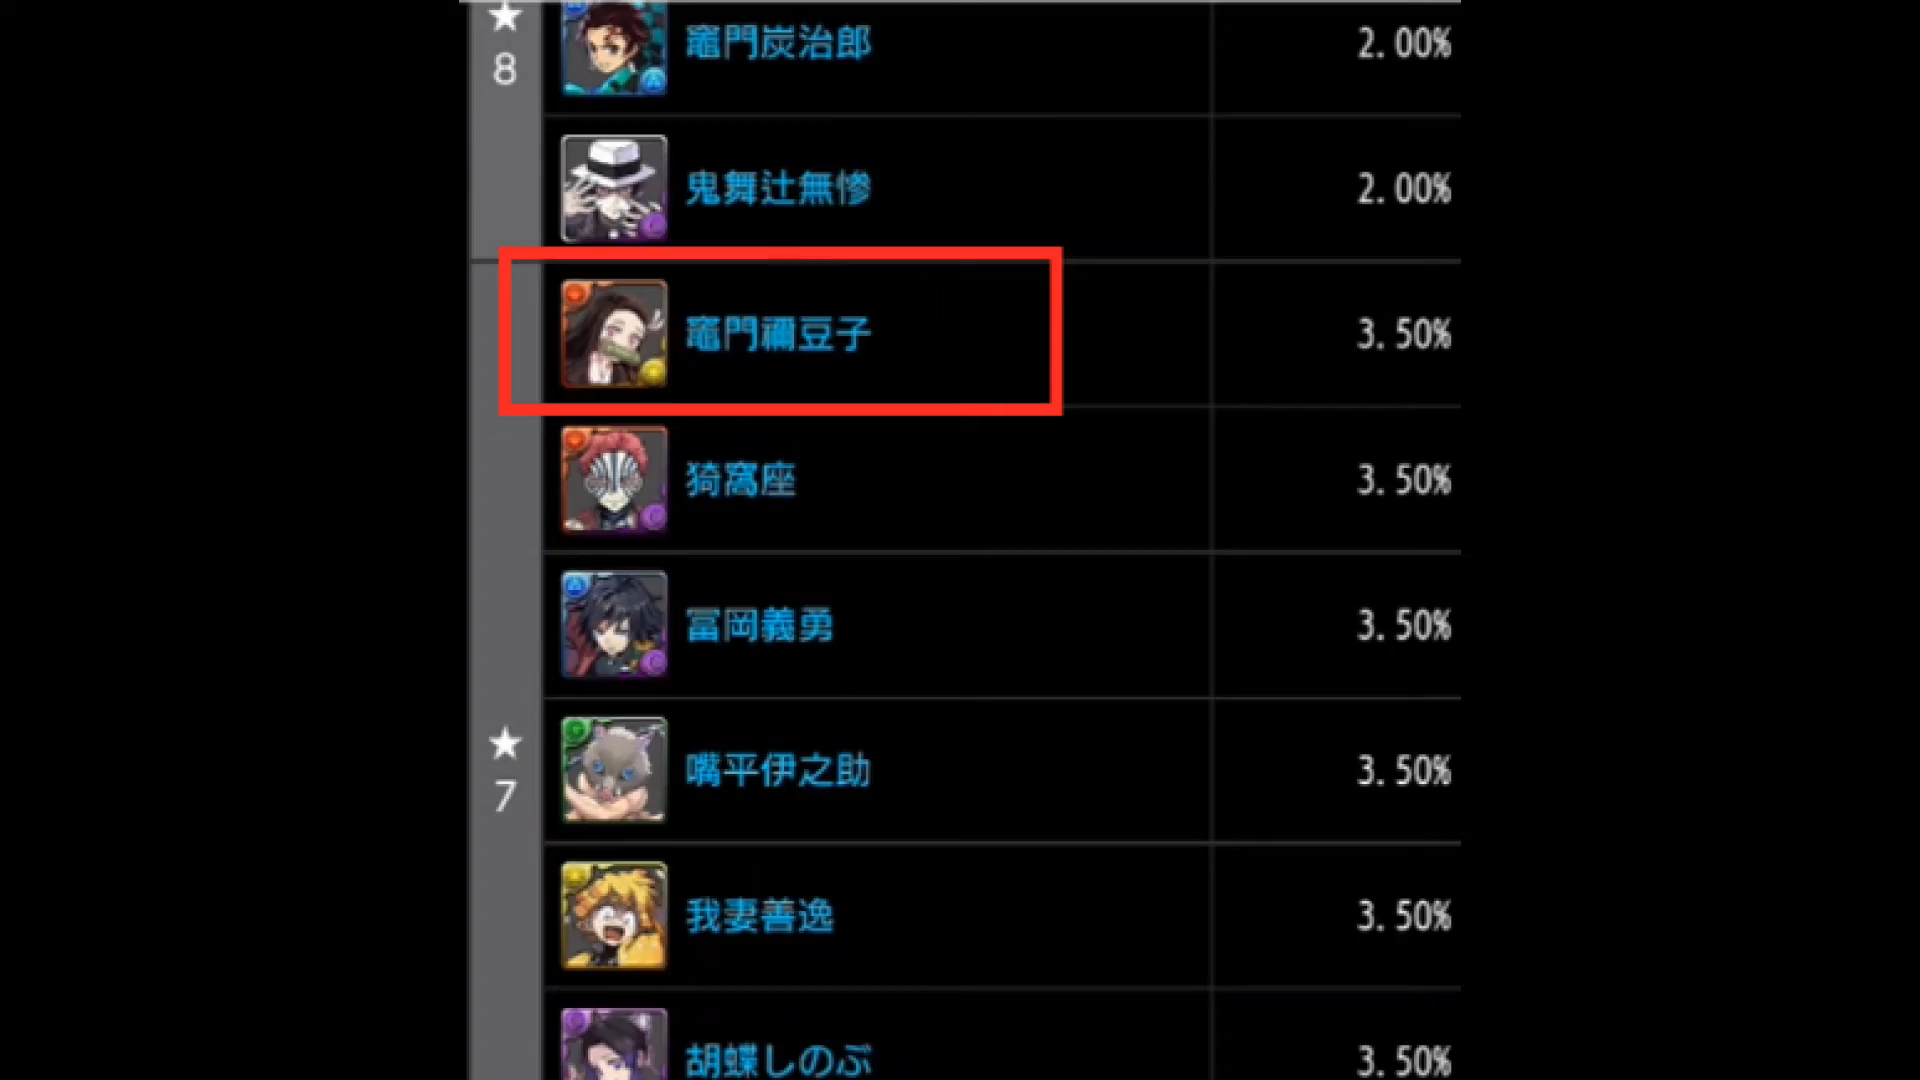 ★
8
竈門炭治郎 2.00%
鬼舞辻無惨 2.00%
竈門禰豆子 3.50%
猗窩座 3.50%
冨岡義勇 3.50%
★
7
嘴平伊之助 3.50%
我妻善逸 3.50%
胡蝶しのぶ 3.50%